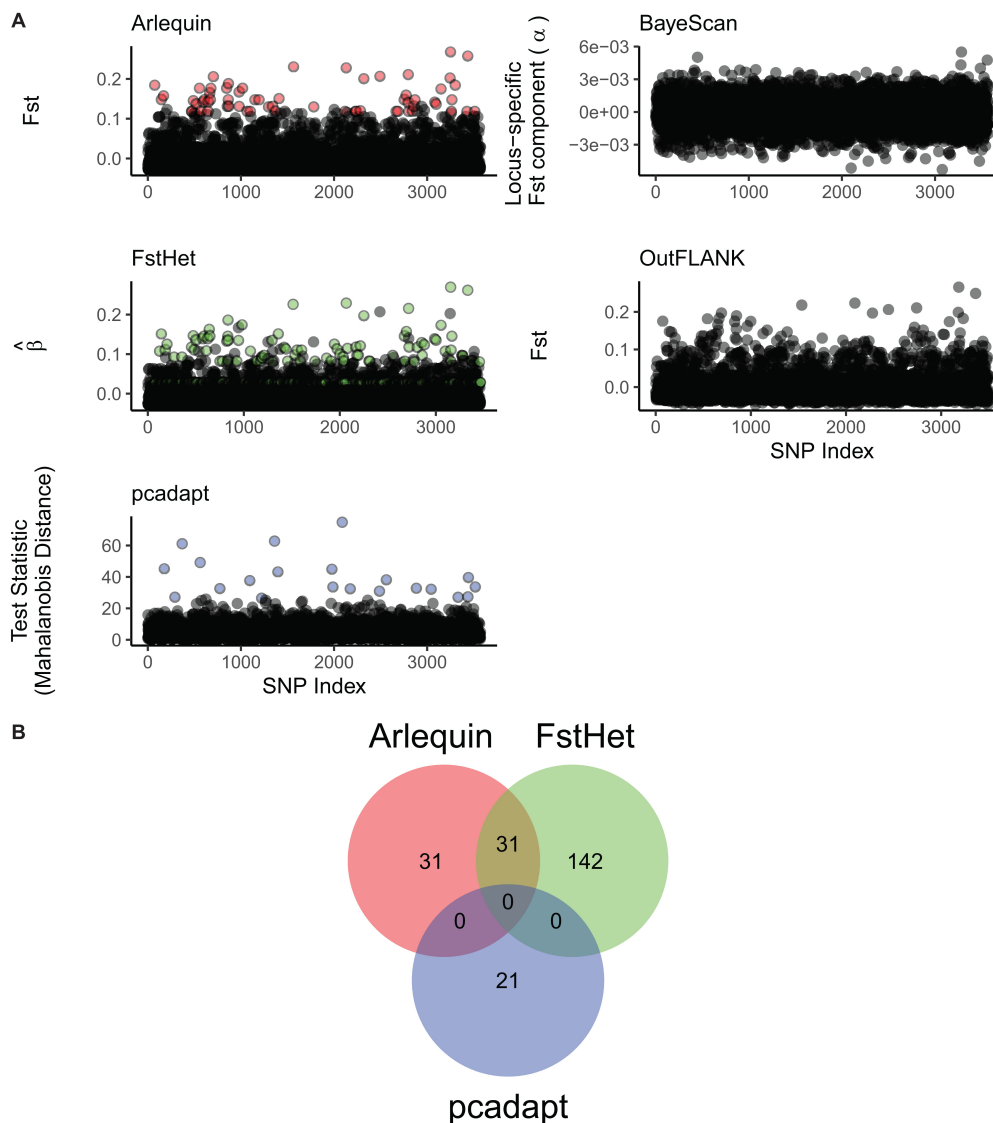 A
Arlequin
Fst
0.2
0.1
0.0
0 1000 2000 3000
BayeScan
Locus−specific
Fst component ( α )
6e−03
3e−03
0e+00
−3e−03
0 1000 2000 3000
FstHet
β̂
0.2
0.1
0.0
0 1000 2000 3000
OutFLANK
Fst
0.2
0.1
0.0
0 1000 2000 3000
SNP Index
pcadapt
Test Statistic
(Mahalanobis Distance)
60
40
20
0
0 1000 2000 3000
SNP Index
B
Arlequin FstHet
31 31 142
0 0 0
21
pcadapt